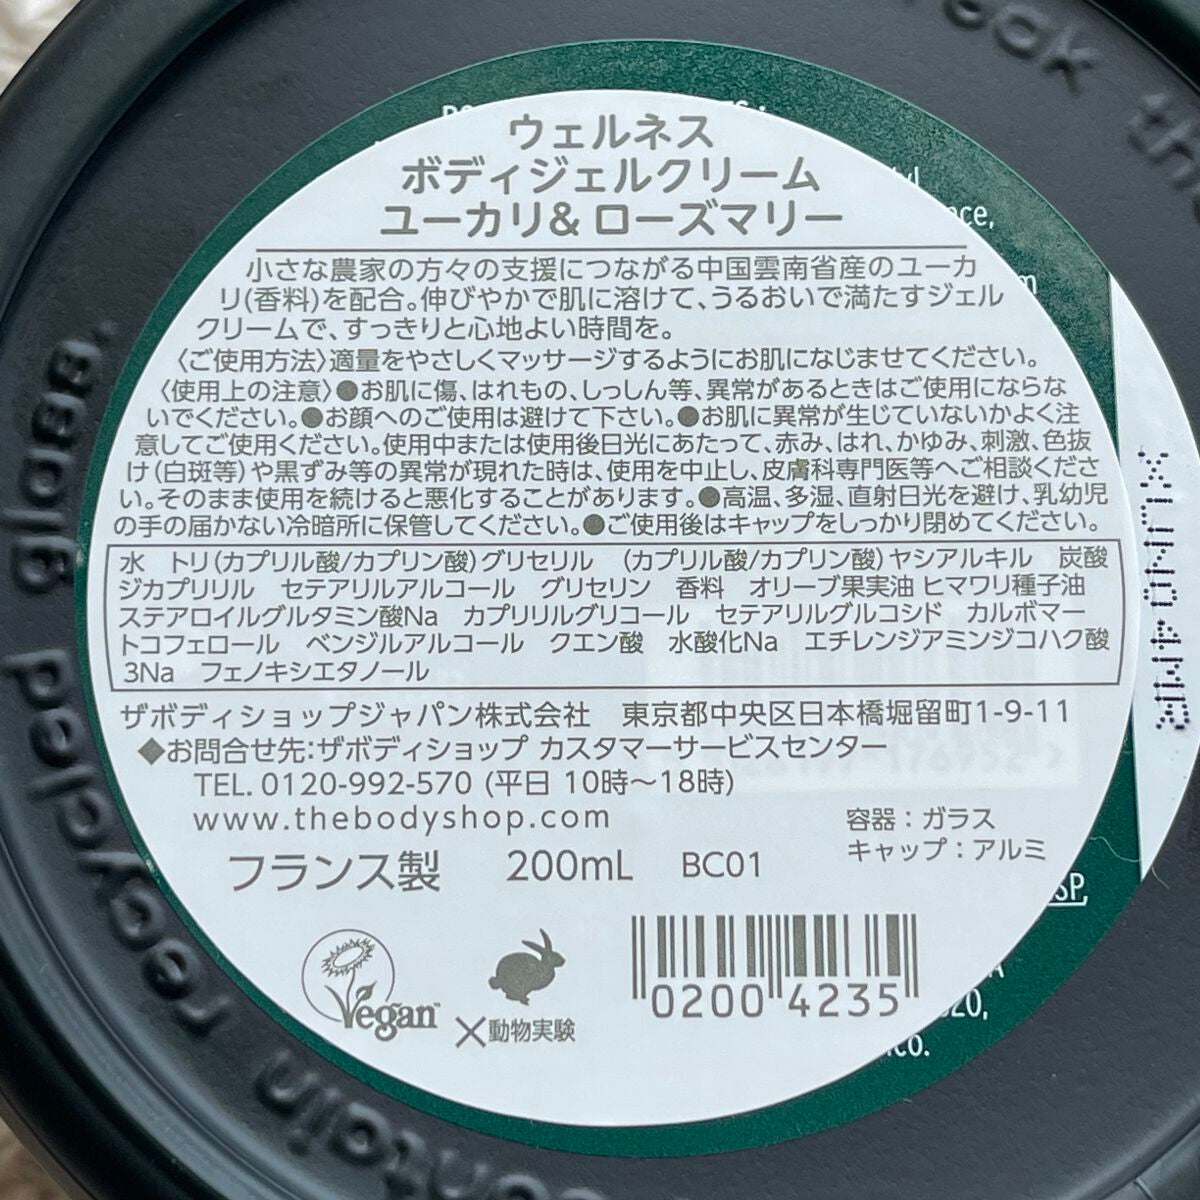 ウェルネス
ボディジェルクリーム
ユーカリ& ローズマリー
小さな農家の方々の支援につながる中国雲南省産のユーカ
リ(香料)を配合。伸びやかで肌に溶けて、うるおいで満たすジェル
クリームで、すっきりと心地よい時間を。
〈ご使用方法〉適量をやさしくマッサージするようにお肌になじませてください。
〈使用上の注意〉●お肌に傷、はれもの、しっしん等、異常があるときはご使用にならな
いでください。●お顔へのご使用は避けて下さい。●お肌に異常が生じていないかよく注
意してご使用ください。使用中または使用後日光にあたって、赤み、はれ、かゆみ、刺激、色抜
け(白斑等)や黒ずみ等の異常が現れた時は、使用を中止し、皮膚科専門医等へご相談くださ
い。そのまま使用を続けると悪化することがあります。●高温、多湿、直射日光を避け、乳幼児
の手の届かない冷暗所に保管してください。●ご使用後はキャップをしっかり閉めてください。
水　トリ(カプリル酸/カプリン酸)グリセリル　(カプリル酸/カプリン酸)ヤシアルキル　炭酸
ジカプリリル　セテアリルアルコール　グリセリン　香料　オリーブ果実油 ヒマワリ種子油
ステアロイルグルタミン酸Na　カプリリルグリコール　セテアリルグルコシド　カルボマー
トコフェロール　ベンジルアルコール　クエン酸　水酸化Na　エチレンジアミンジコハク酸
3Na　フェノキシエタノール
ザボディショップジャパン株式会社　東京都中央区日本橋堀留町1-9-11
◆お問合せ先:ザボディショップ カスタマーサービスセンター
TEL. 0120-992-570 (平日 10時～18時)
www.thebodyshop.com
容器：ガラス
キャップ：アルミ
フランス製　200mL　BC01
Vegan
×動物実験
0200 4235
contain recycled glass.
SP,